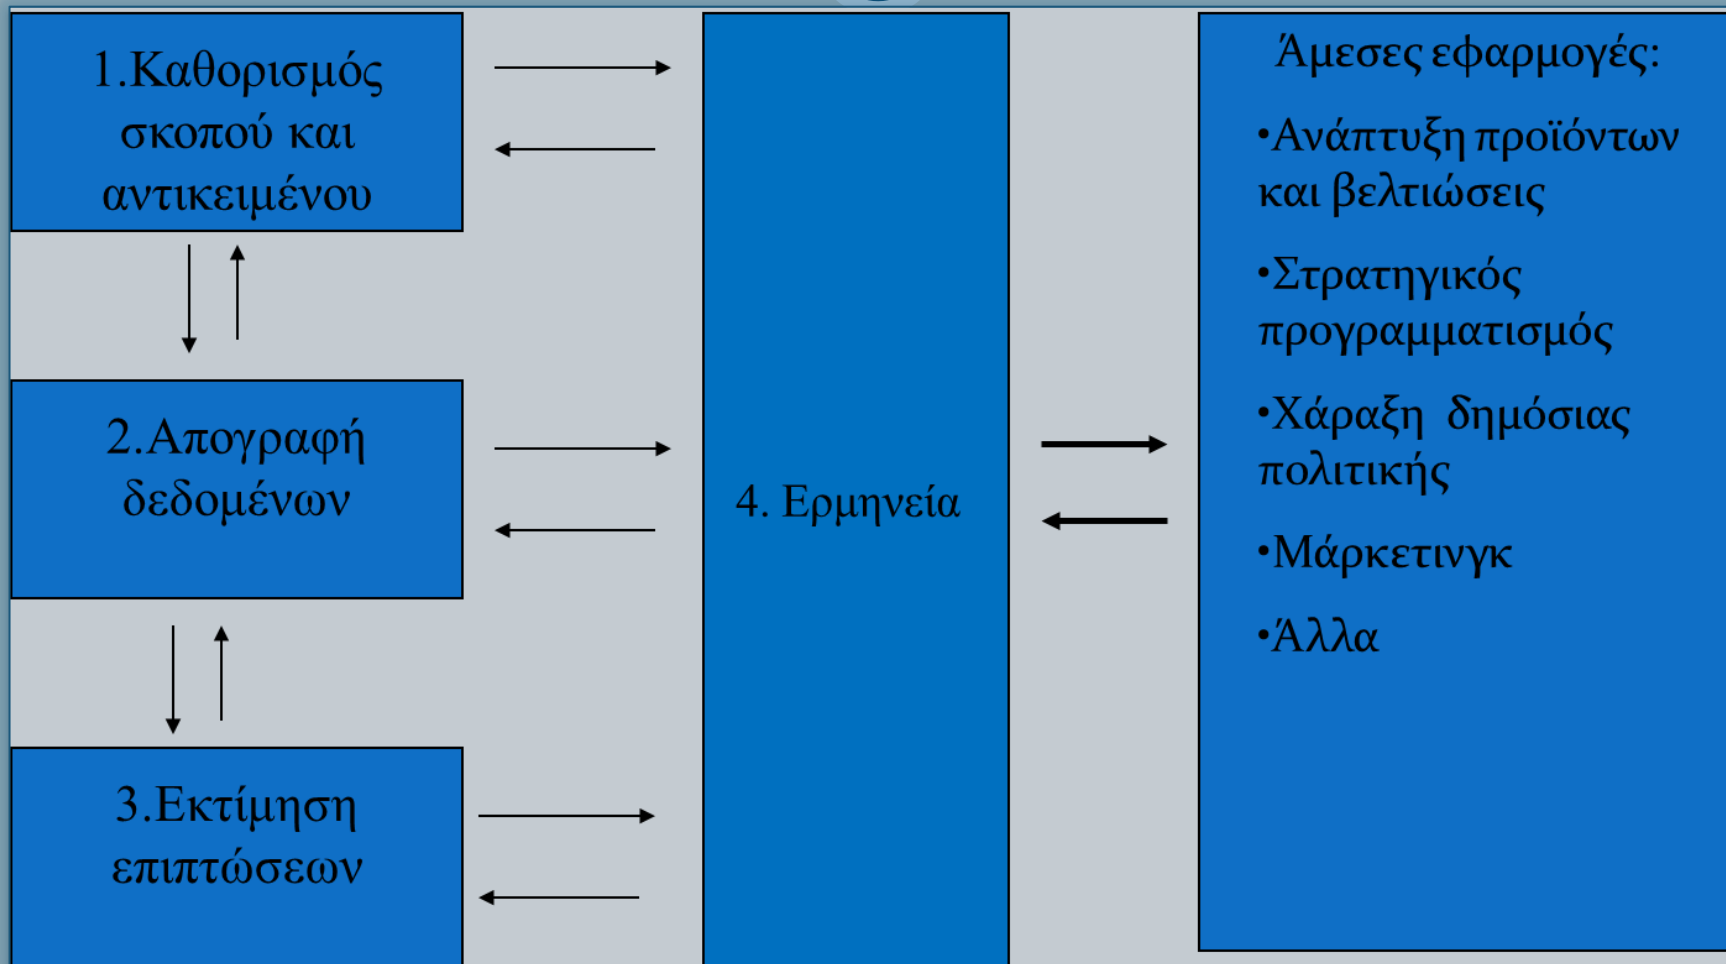 1.Καθορισμός
σκοπού και
αντικειμένου
2.Απογραφή
δεδομένων
3.Εκτίμηση
επιπτώσεων
4. Ερμηνεία
Άμεσες εφαρμογές:
•Ανάπτυξη προϊόντων
και βελτιώσεις
•Στρατηγικός
προγραμματισμός
•Χάραξη δημόσιας
πολιτικής
•Μάρκετινγκ
•Άλλα